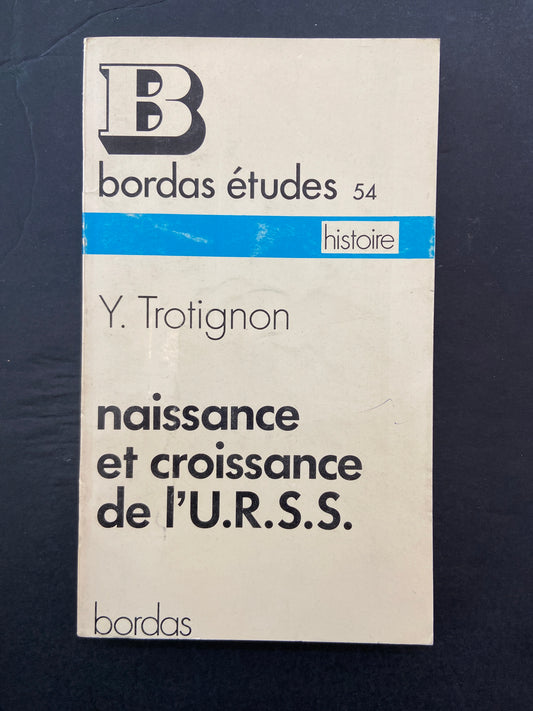 B
bordas études 54
histoire
Y. Trotignon
naissance
et croissance
de l'U.R.S.S.
bordas